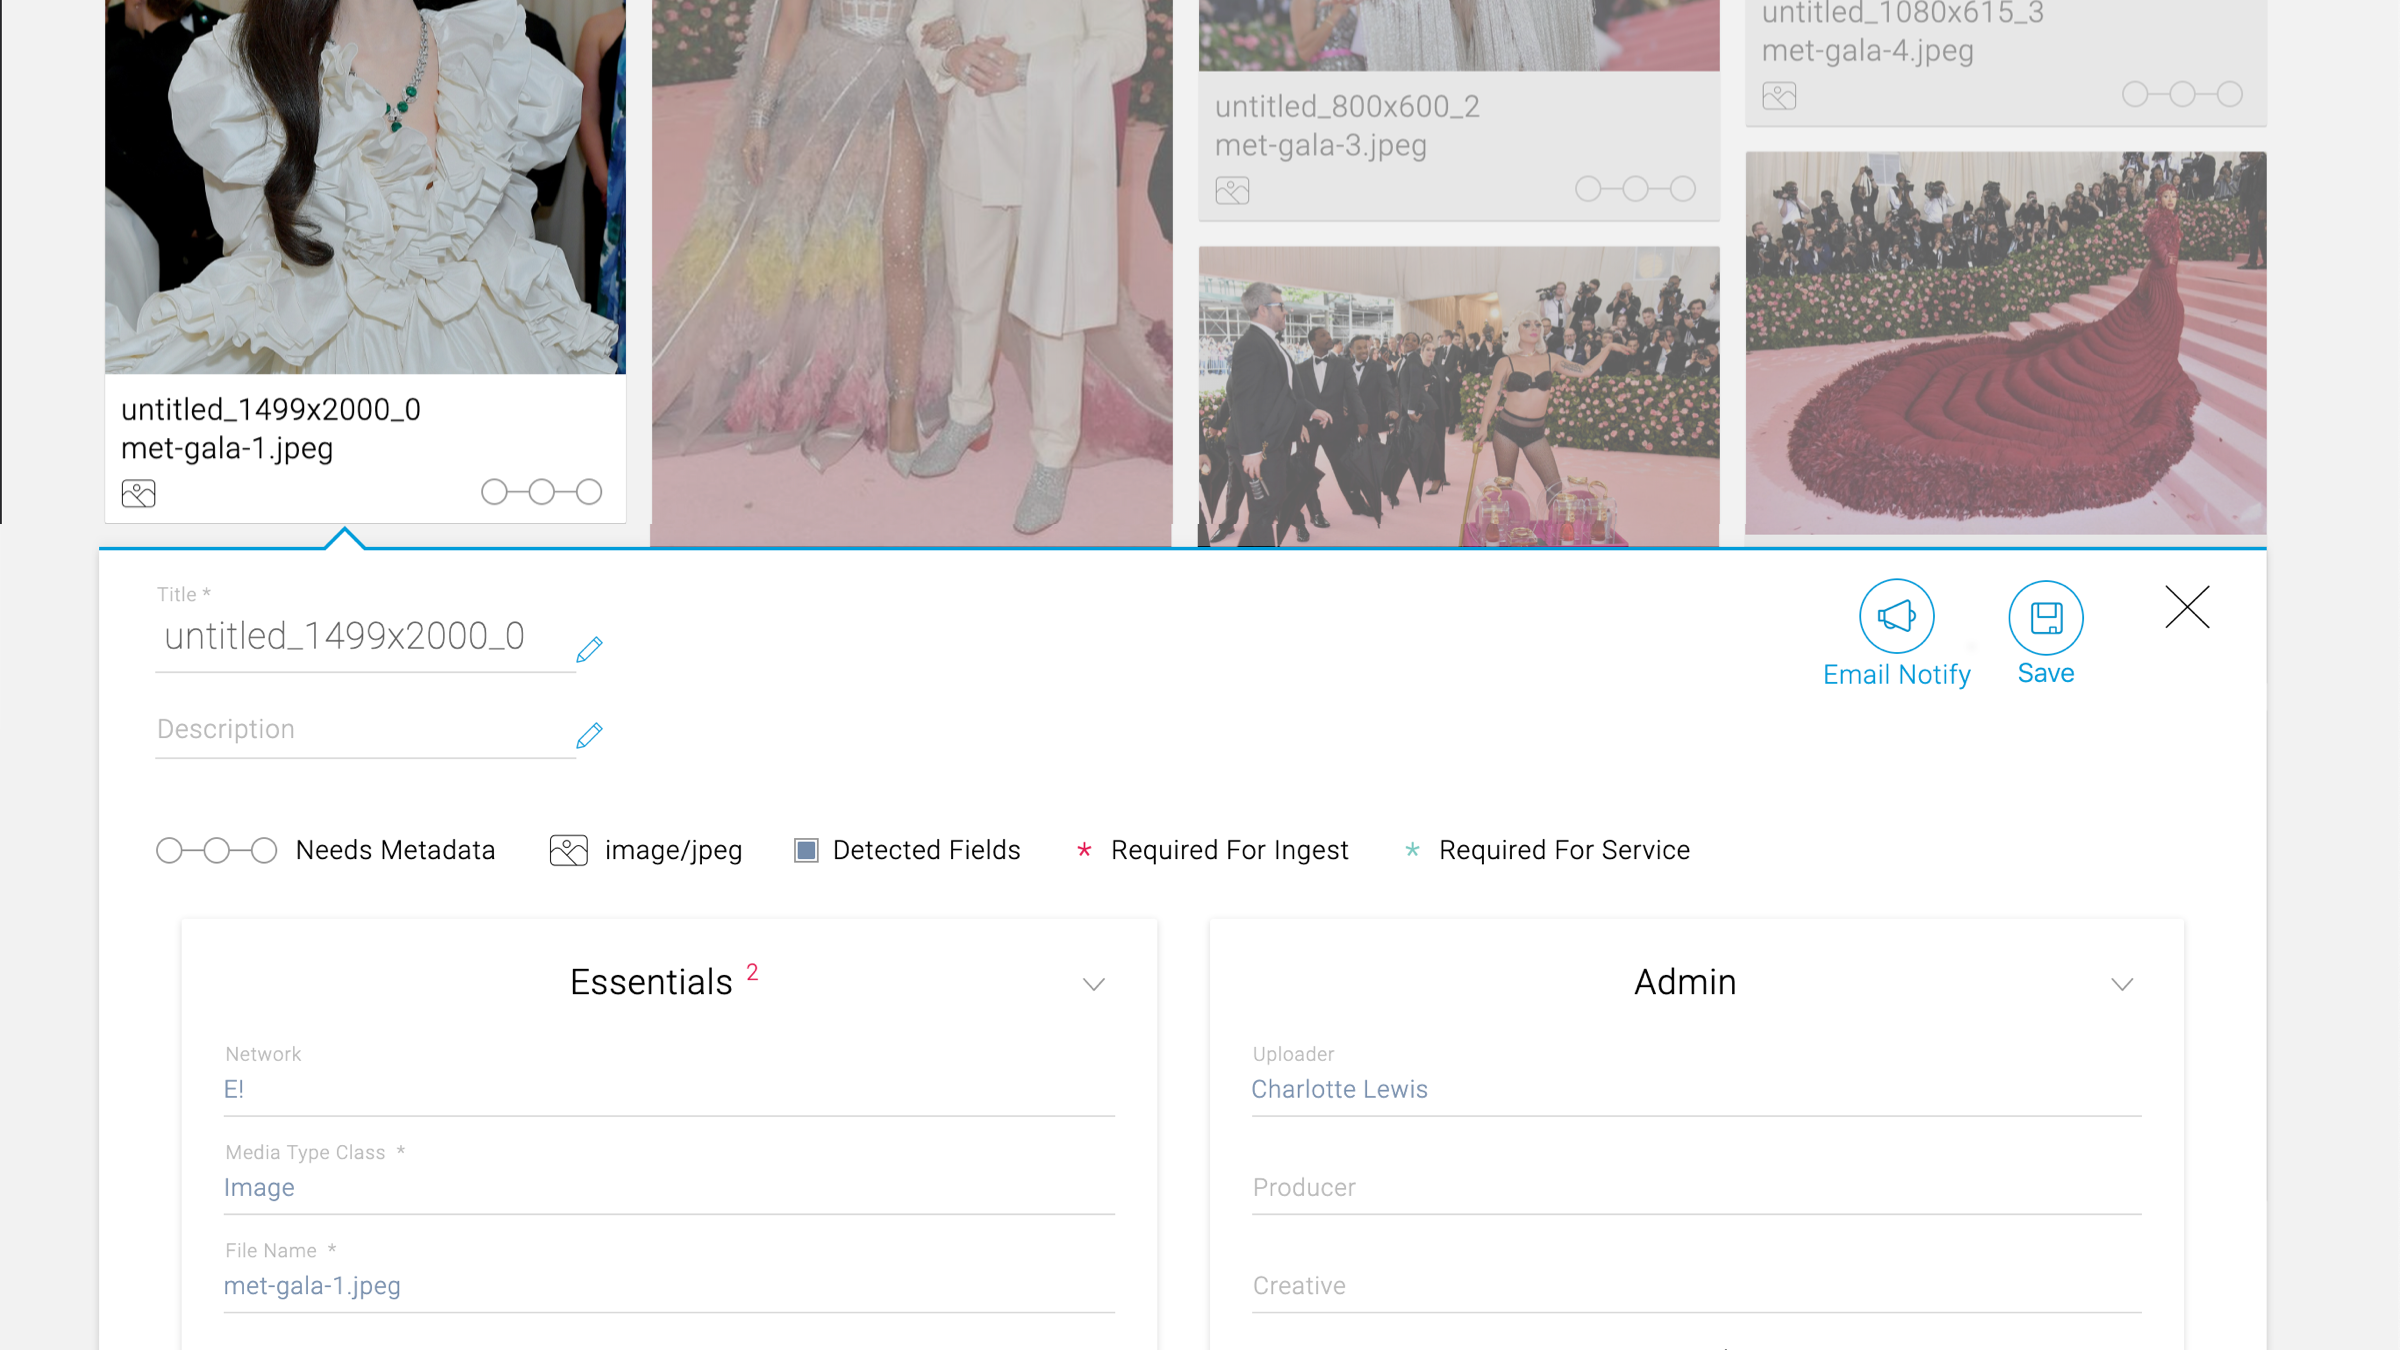 untitled_1080x615_3
met-gala-4.jpeg
untitled_800x600_2
met-gala-3.jpeg
untitled_1499x2000_0
met-gala-1.jpeg
Title *
untitled_1499x2000_0
Email Notify
Save
Description
Needs Metadata
image/jpeg
Detected Fields
* Required For Ingest
* Required For Service
Essentials 2
Network
E!
Media Type Class *
Image
File Name *
met-gala-1.jpeg
Admin
Uploader
Charlotte Lewis
Producer
Creative